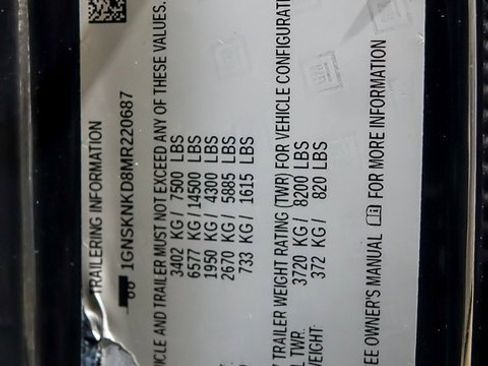 TRAILERING INFORMATION
1GNSKNKD8MR220687
ICLE AND TRAILER MUST NOT EXCEED ANY OF THESE VALUES.
3402 KG/ 7500 LBS
6577 KG/ 14500 LBS
1950 KG/ 4300 LBS
2670 KG/ 5885 LBS
733 KG/ 1615 LBS
TRAILER WEIGHT RATING (TWR) FOR VEHICLE CONFIGURAT
3720 KG/ 8200 LBS
L TWR.
372 KG/ 820 LBS
WEIGHT:
EE OWNER'S MANUAL FOR MORE INFORMATION